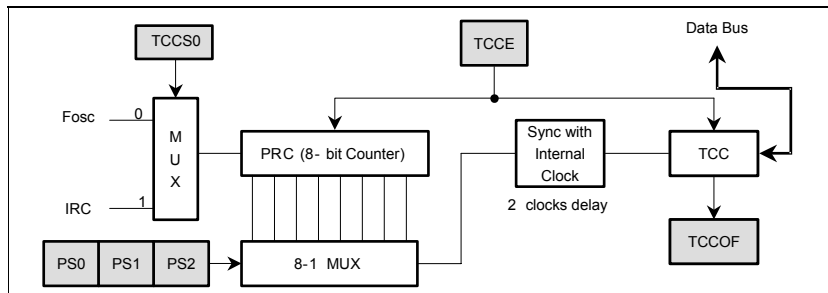 TCCS0
TCCE
Data Bus
Fosc
0
M
U
X
PRC (8- bit Counter)
Sync with
Internal
Clock
TCC
IRC
1
2 clocks delay
PS0
PS1
PS2
8-1 MUX
TCCOF